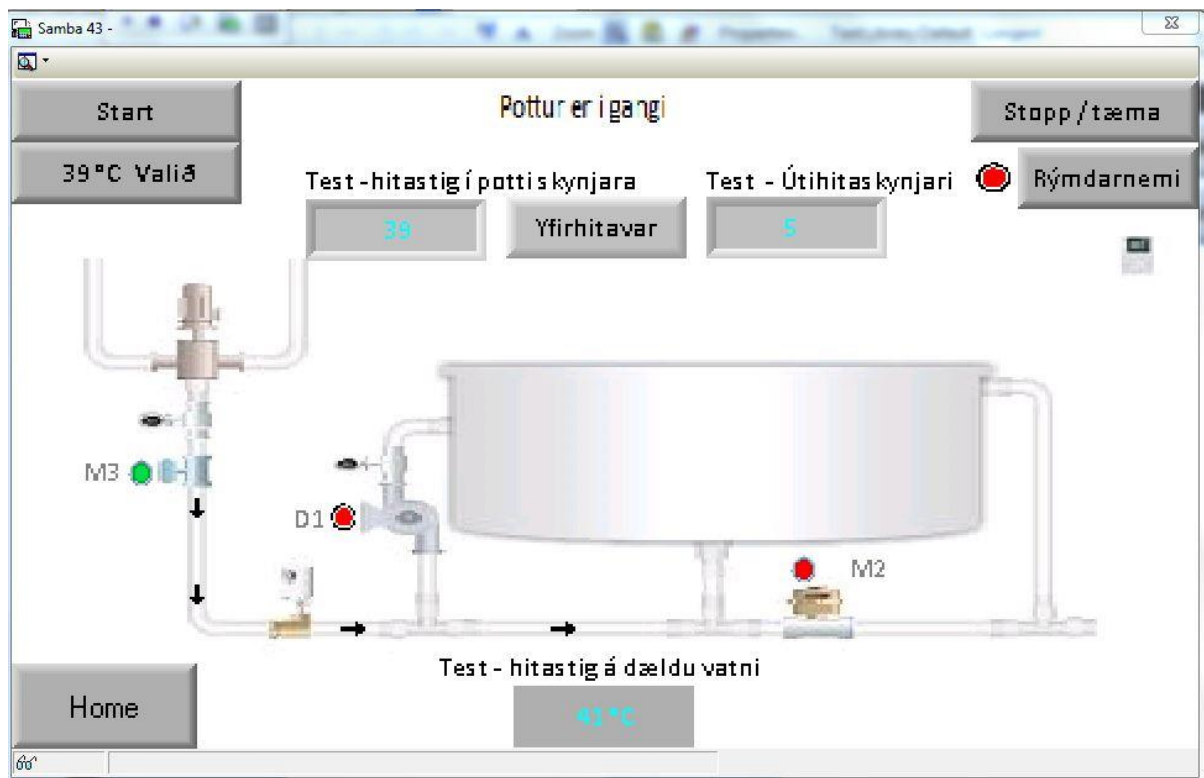 Samba 43 -
Start
Pottur er i gangi
Stopp / tæma
39°C Valið
Test - hitastig í potti skynjara
Test - Útihitaskynjari
Rýmdarnemi
39
Yfirhitavar
5
M3
D1
M2
Test - hitastig á dældu vatni
Home
41°C